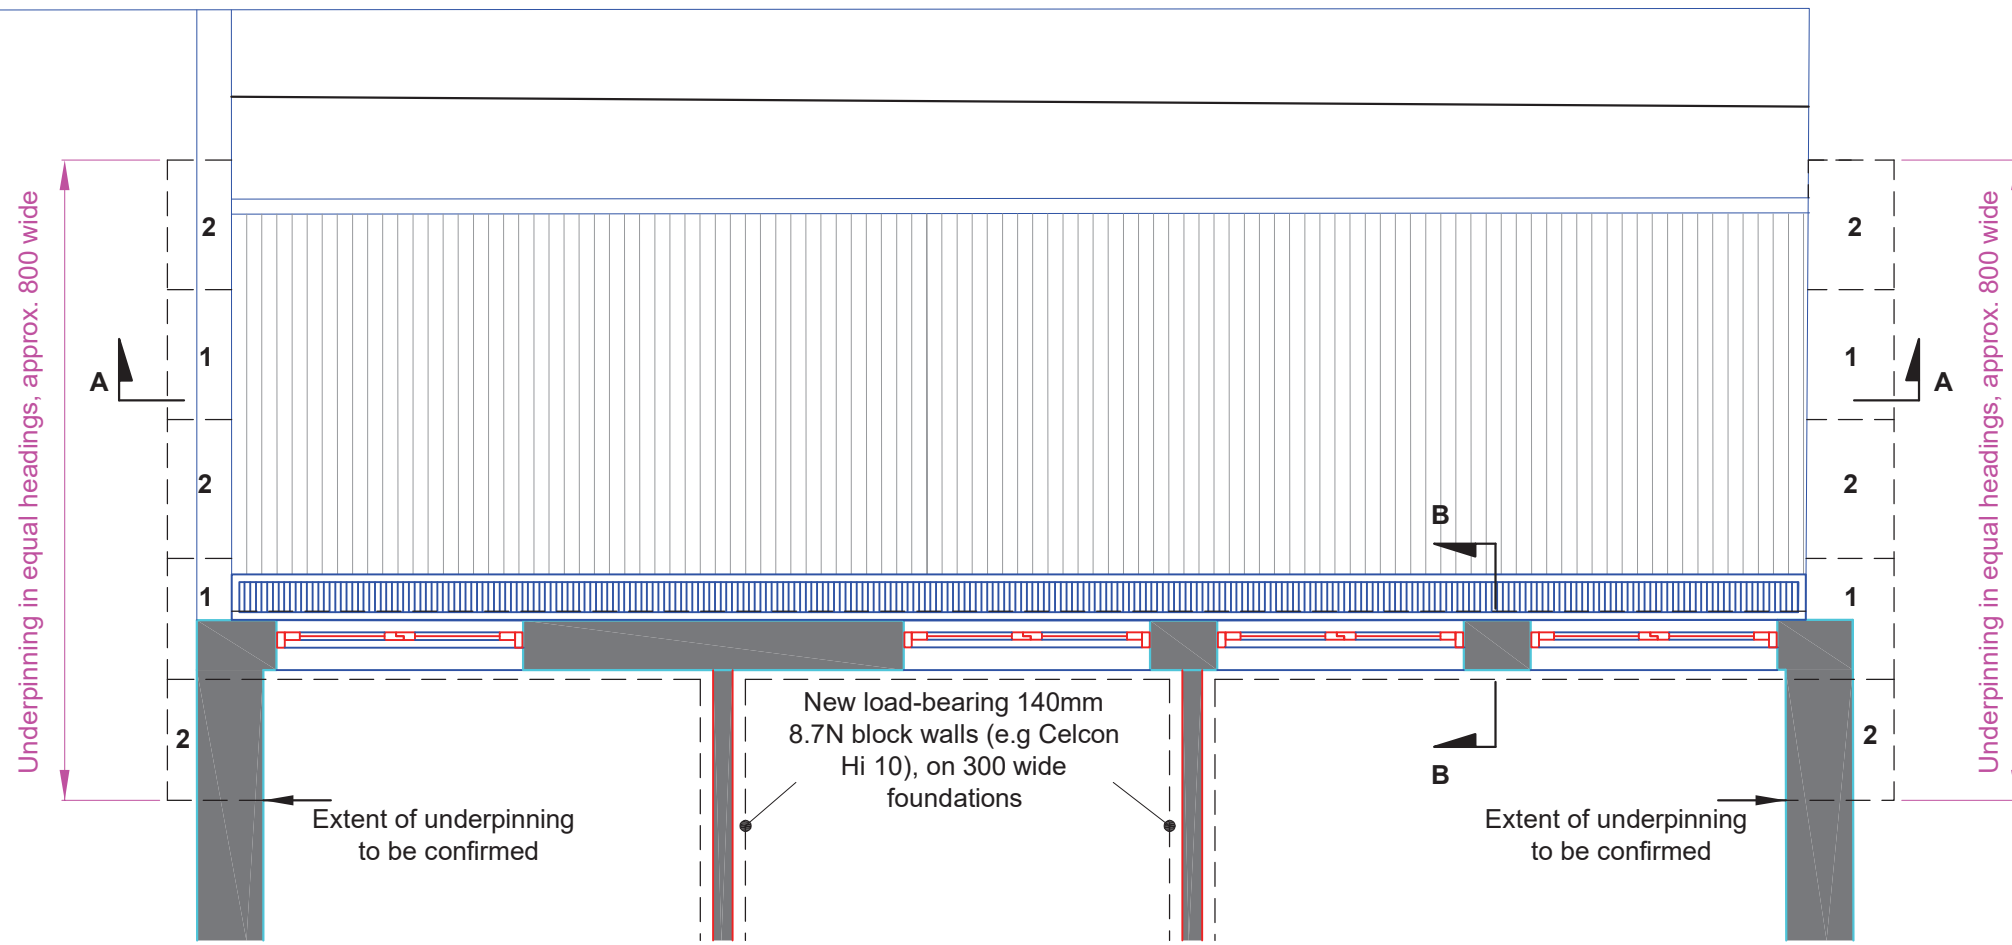 Underpinning in equal headings, approx. 800 wide
2
1
A
2
1
2
2
1
A
2
B
1
2
B
Underpinning in equal headings, approx. 800 wide
New load-bearing 140mm
8.7N block walls (e.g Celcon
Hi 10), on 300 wide
foundations
Extent of underpinning
to be confirmed
Extent of underpinning
to be confirmed